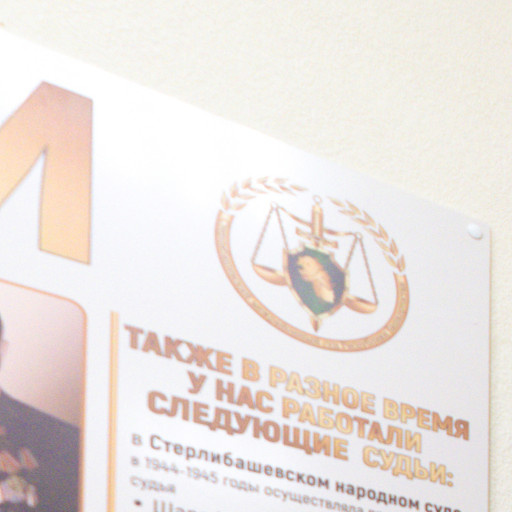 ТАКЖЕ В РАЗНОЕ ВРЕМЯ
У НАС РАБОТАЛИ
СЛЕДУЮЩИЕ СУДЬИ:
в Стерлибашевском народном суде
в 1944-1945 годы осуществляла
судья